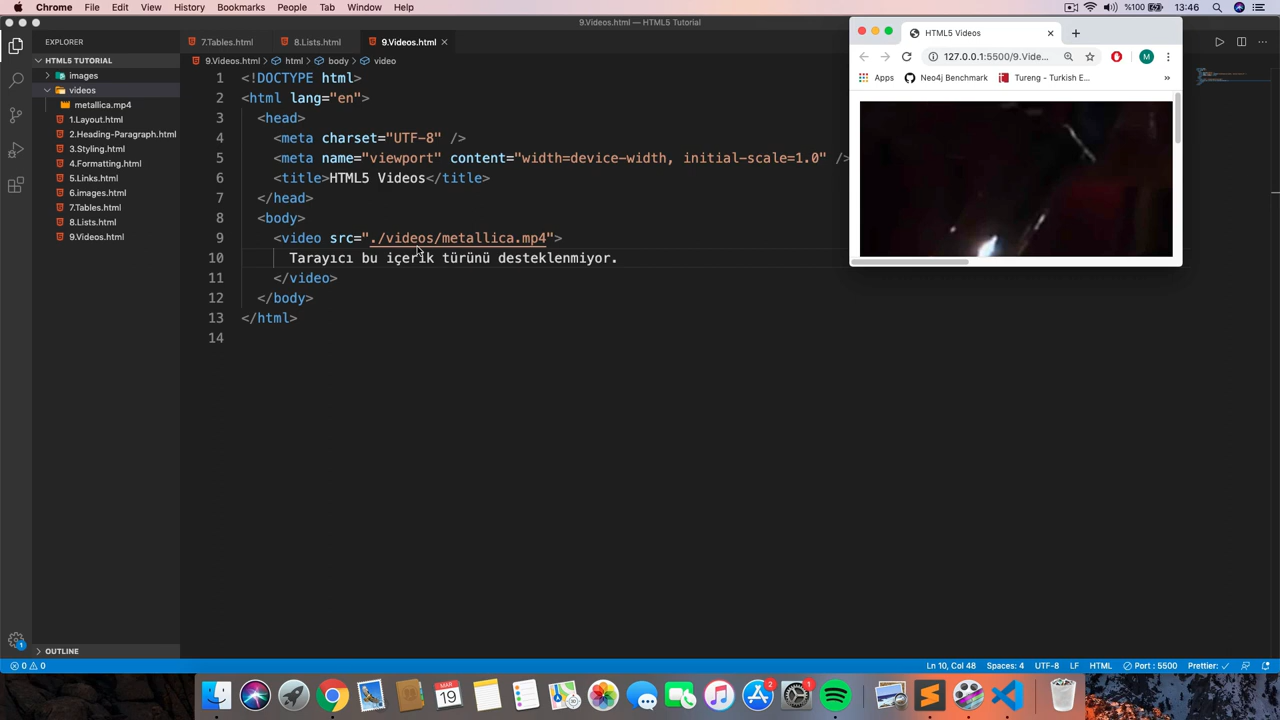 Chrome File Edit View History Bookmarks People Tab Window Help %100 13:46
9.Videos.html — HTML5 Tutorial
EXPLORER
HTML5 TUTORIAL
images
videos
metallica.mp4
1.Layout.html
2.Heading-Paragraph.html
3.Styling.html
4.Formatting.html
5.Links.html
6.images.html
7.Tables.html
8.Lists.html
9.Videos.html
OUTLINE
7.Tables.html 8.Lists.html 9.Videos.html
9.Videos.html html body video
1 <!DOCTYPE html>
2 <html lang="en">
3 <head>
4 <meta charset="UTF-8" />
5 <meta name="viewport" content="width=device-width, initial-scale=1.0" />
6 <title>HTML5 Videos</title>
7 </head>
8 <body>
9 <video src="./videos/metallica.mp4">
10 Tarayıcı bu içerik türünü desteklenmiyor.
11 </video>
12 </body>
13 </html>
14
HTML5 Videos
127.0.0.1:5500/9.Vide... M
Apps Neo4j Benchmark Tureng - Turkish E... »
1
0 0 Ln 10, Col 48 Spaces: 4 UTF-8 LF HTML Port : 5500 Prettier: ✓
MAR
19
2
1